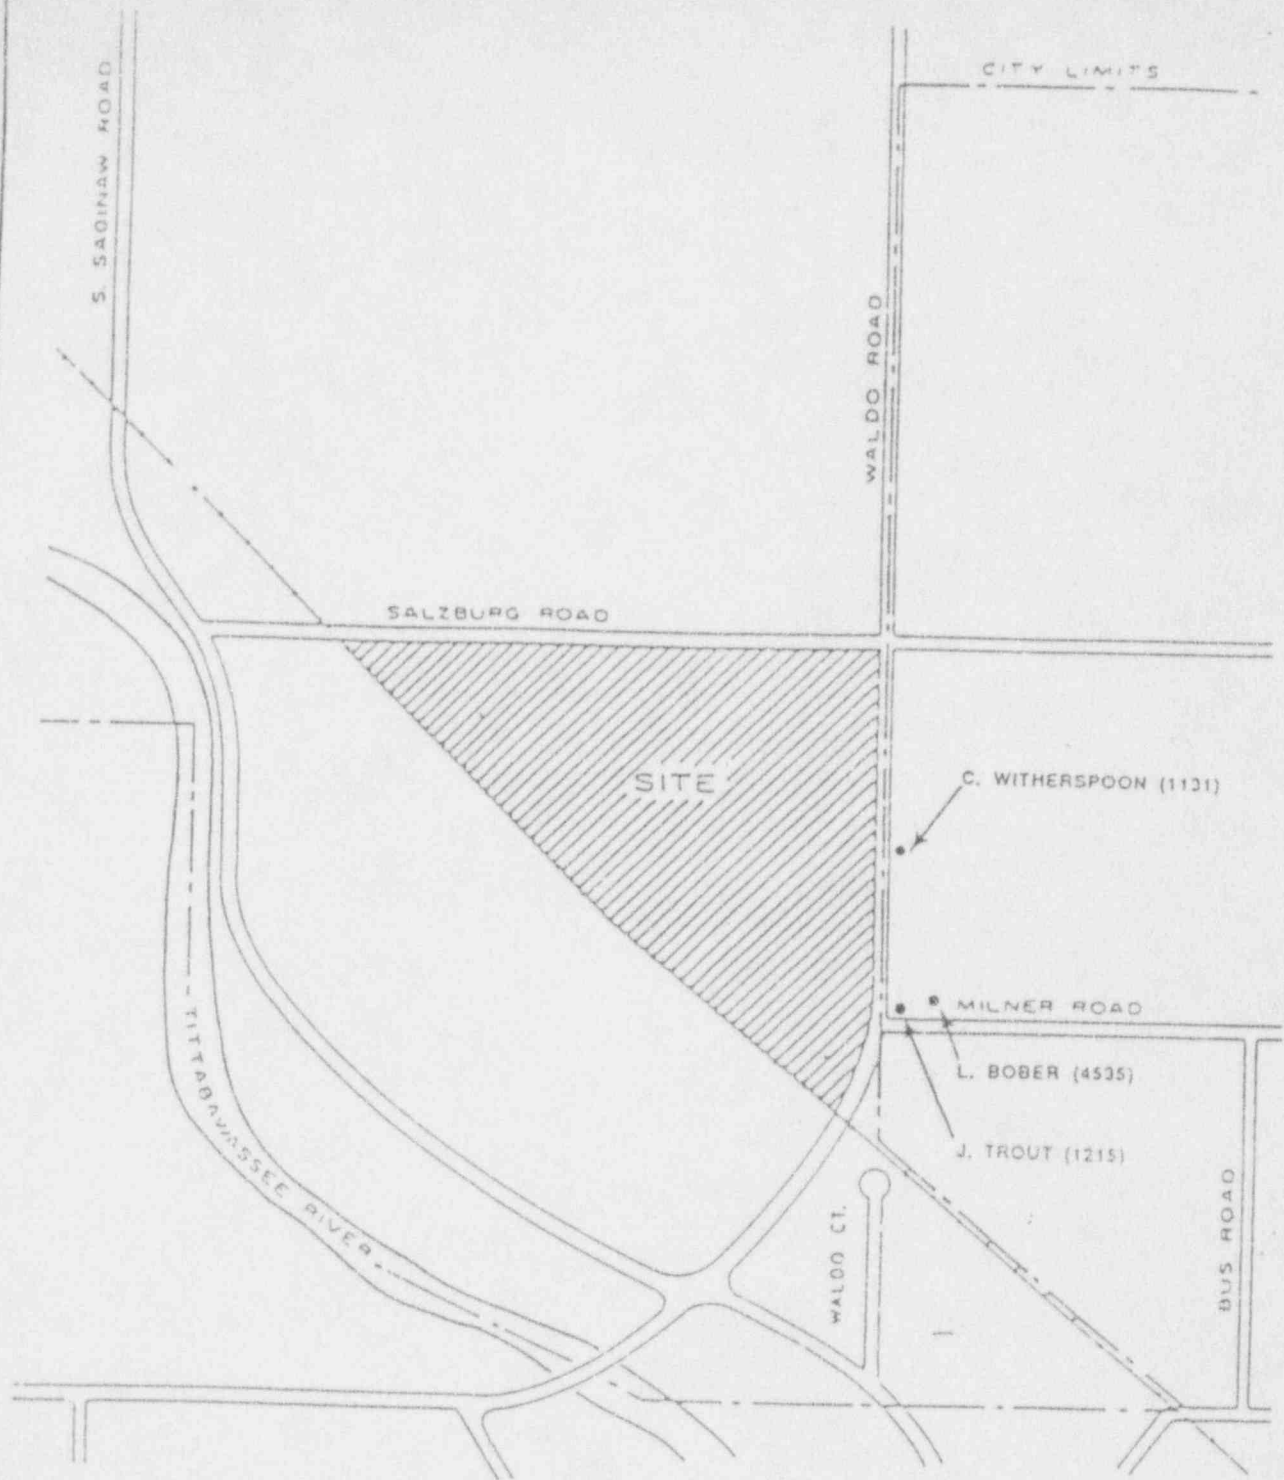 CITY LIMITS
S. SAGINAW ROAD
WALDO ROAD
SALZBURG ROAD
SITE
C. WITHERSPOON (1131)
MILNER ROAD
L. BOBER (4535)
J. TROUT (1215)
TITTABAWASSEE RIVER
WALDO CT.
BUS ROAD